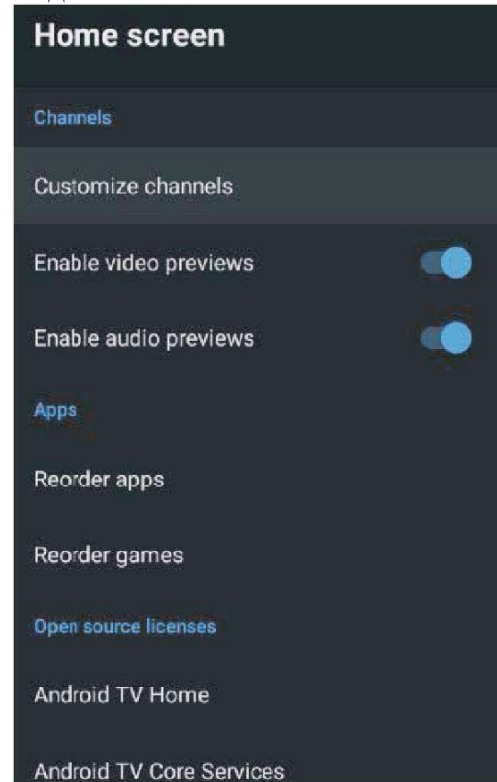 Home screen
Channels
Customize channels
Enable video previews
Enable audio previews
Apps
Reorder apps
Reorder games
Open source licenses
Android TV Home
Android TV Core Services